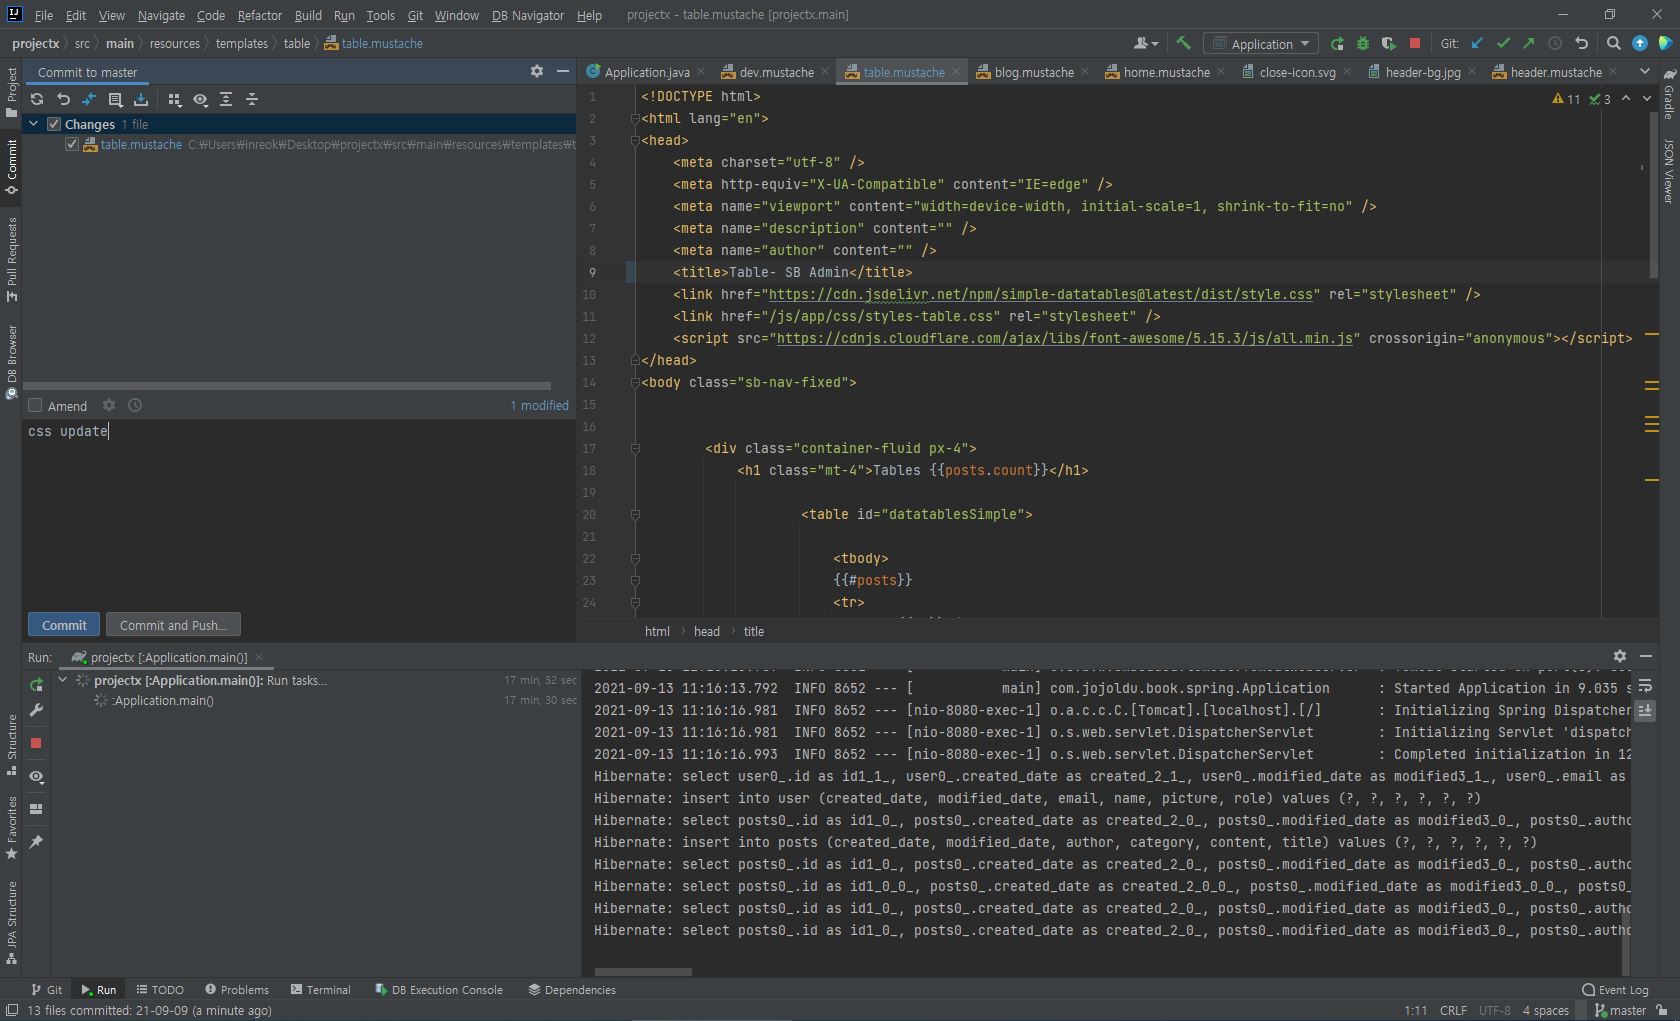 File Edit View Navigate Code Refactor Build Run Tools Git Window DB Navigator Help projectx - table.mustache [projectx.main]
projectx src main resources templates table table.mustache Application Git:
Commit to master
Application.java dev.mustache table.mustache blog.mustache home.mustache close-icon.svg header-bg.jpg header.mustache
Changes 1 file
table.mustache C:₩Users₩inreok₩Desktop₩projectx₩src₩main₩resources₩templates₩t
Amend 1 modified
css update
Commit Commit and Push...
11 3
1 <!DOCTYPE html>
2 <html lang="en">
3 <head>
4 <meta charset="utf-8" />
5 <meta http-equiv="X-UA-Compatible" content="IE=edge" />
6 <meta name="viewport" content="width=device-width, initial-scale=1, shrink-to-fit=no" />
7 <meta name="description" content="" />
8 <meta name="author" content="" />
9 <title>Table- SB Admin</title>
10 <link href="https://cdn.jsdelivr.net/npm/simple-datatables@latest/dist/style.css" rel="stylesheet" />
11 <link href="/js/app/css/styles-table.css" rel="stylesheet" />
12 <script src="https://cdnjs.cloudflare.com/ajax/libs/font-awesome/5.15.3/js/all.min.js" crossorigin="anonymous"></script>
13 </head>
14 <body class="sb-nav-fixed">
15
16
17 <div class="container-fluid px-4">
18 <h1 class="mt-4">Tables {{posts.count}}</h1>
19
20 <table id="datatablesSimple">
21
22 <tbody>
23 {{#posts}}
24 <tr>
html head title
Project
Commit
Pull Requests
DB Browser
Structure
Favorites
JPA Structure
Gradle
JSON Viewer
Run: projectx [:Application.main()]
projectx [:Application.main()]: Run tasks... 17 min, 32 sec
:Application.main() 17 min, 30 sec
2021-09-13 11:16:13.792 INFO 8652 --- [ main] com.jojoldu.book.spring.Application : Started Application in 9.035 s
2021-09-13 11:16:16.981 INFO 8652 --- [nio-8080-exec-1] o.a.c.c.C.[Tomcat].[localhost].[/] : Initializing Spring Dispatcher
2021-09-13 11:16:16.981 INFO 8652 --- [nio-8080-exec-1] o.s.web.servlet.DispatcherServlet : Initializing Servlet 'dispatch
2021-09-13 11:16:16.993 INFO 8652 --- [nio-8080-exec-1] o.s.web.servlet.DispatcherServlet : Completed initialization in 12
Hibernate: select user0_.id as id1_1_, user0_.created_date as created_2_1_, user0_.modified_date as modified3_1_, user0_.email as
Hibernate: insert into user (created_date, modified_date, email, name, picture, role) values (?, ?, ?, ?, ?, ?)
Hibernate: select posts0_.id as id1_0_, posts0_.created_date as created_2_0_, posts0_.modified_date as modified3_0_, posts0_.autho
Hibernate: insert into posts (created_date, modified_date, author, category, content, title) values (?, ?, ?, ?, ?, ?)
Hibernate: select posts0_.id as id1_0_, posts0_.created_date as created_2_0_, posts0_.modified_date as modified3_0_, posts0_.autho
Hibernate: select posts0_.id as id1_0_0_, posts0_.created_date as created_2_0_0_, posts0_.modified_date as modified3_0_0_, posts0_
Hibernate: select posts0_.id as id1_0_, posts0_.created_date as created_2_0_, posts0_.modified_date as modified3_0_, posts0_.autho
Hibernate: select posts0_.id as id1_0_, posts0_.created_date as created_2_0_, posts0_.modified_date as modified3_0_, posts0_.autho
Git Run TODO Problems Terminal DB Execution Console Dependencies Event Log
13 files committed: 21-09-09 (a minute ago) 1:11 CRLF UTF-8 4 spaces master